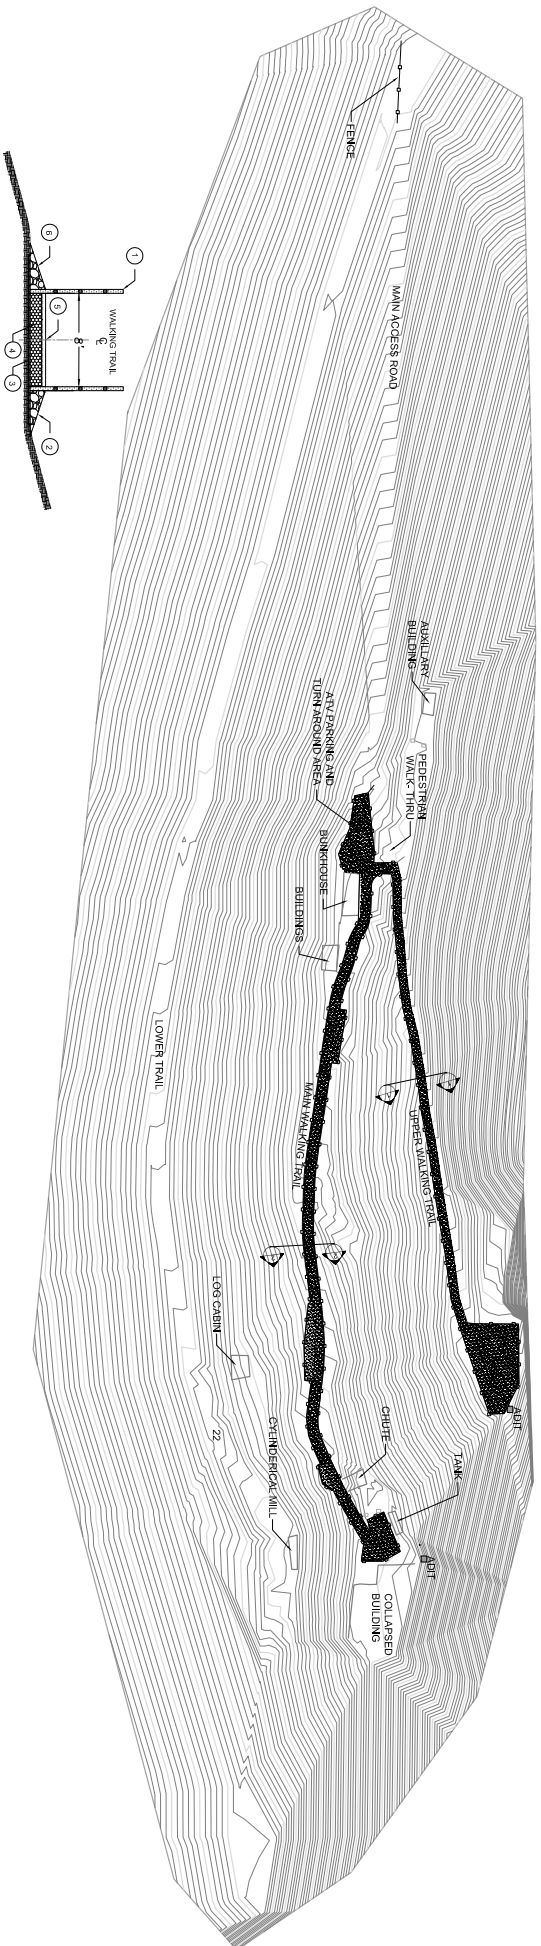 FENCE
MAIN ACCESS ROAD
1
WALKING TRAIL
C L
8'
6
5
4
3
2
AUXILLARY
BUILDING
PEDESTRIAN
WALK- THRU
ATV PARKING AND
TURN AROUND AREA
BUNKHOUSE
BUILDINGS
LOWER TRAIL
MAIN WALKING TRAIL
UPPER WALKING TRAIL
LOG CABIN
22
CYLINDERICAL MILL
CHUTE
TANK
ADIT
ADIT
COLLAPSED
BUILDING